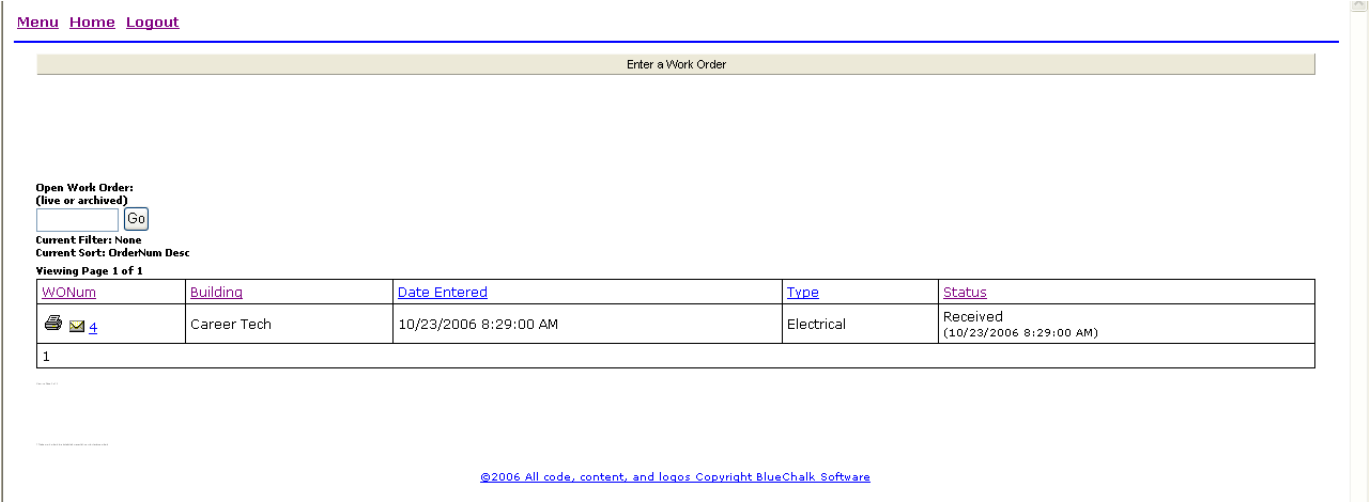 Menu Home Logout
Enter a Work Order
Open Work Order:
(live or archived)
Go
Current Filter: None
Current Sort: OrderNum Desc
Viewing Page 1 of 1
WONum Building Date Entered Type Status
4 Career Tech 10/23/2006 8:29:00 AM Electrical Received
(10/23/2006 8:29:00 AM)
1
©2006 All code, content, and logos Copyright BlueChalk Software